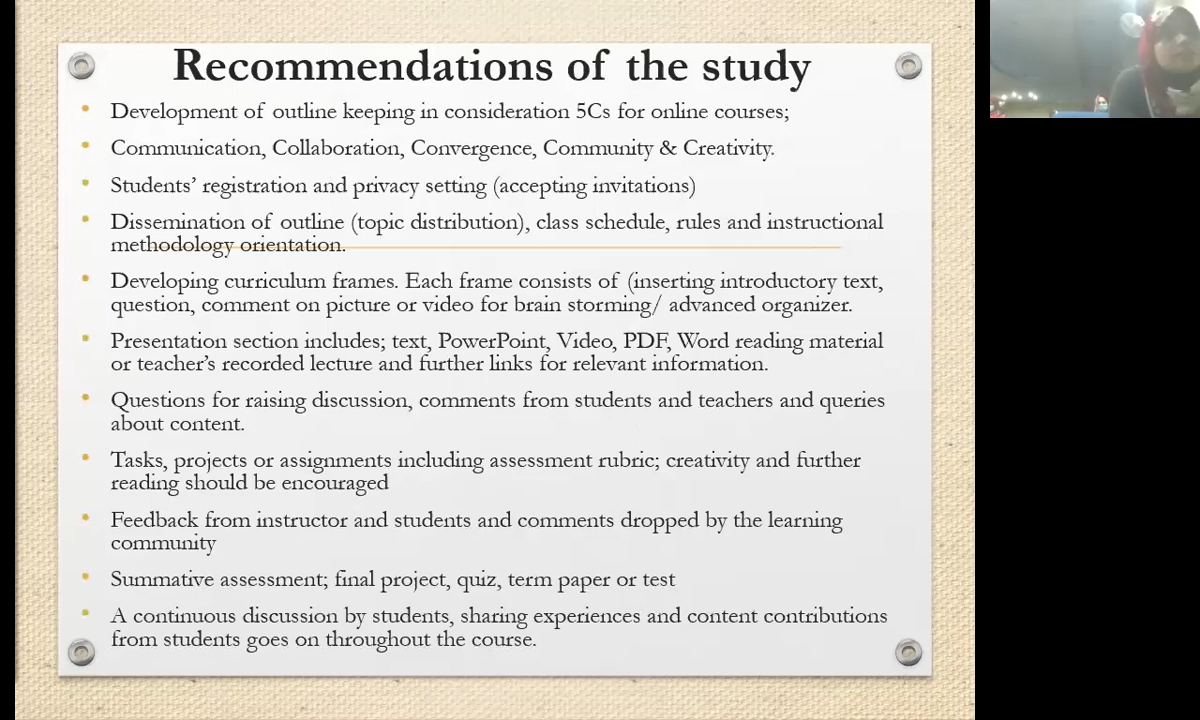 Recommendations of the study
• Development of outline keeping in consideration 5Cs for online courses;
• Communication, Collaboration, Convergence, Community & Creativity.
• Students’ registration and privacy setting (accepting invitations)
• Dissemination of outline (topic distribution), class schedule, rules and instructional
methodology orientation.
• Developing curriculum frames. Each frame consists of (inserting introductory text,
question, comment on picture or video for brain storming/ advanced organizer.
• Presentation section includes; text, PowerPoint, Video, PDF, Word reading material
or teacher’s recorded lecture and further links for relevant information.
• Questions for raising discussion, comments from students and teachers and queries
about content.
• Tasks, projects or assignments including assessment rubric; creativity and further
reading should be encouraged
• Feedback from instructor and students and comments dropped by the learning
community
• Summative assessment; final project, quiz, term paper or test
• A continuous discussion by students, sharing experiences and content contributions
from students goes on throughout the course.